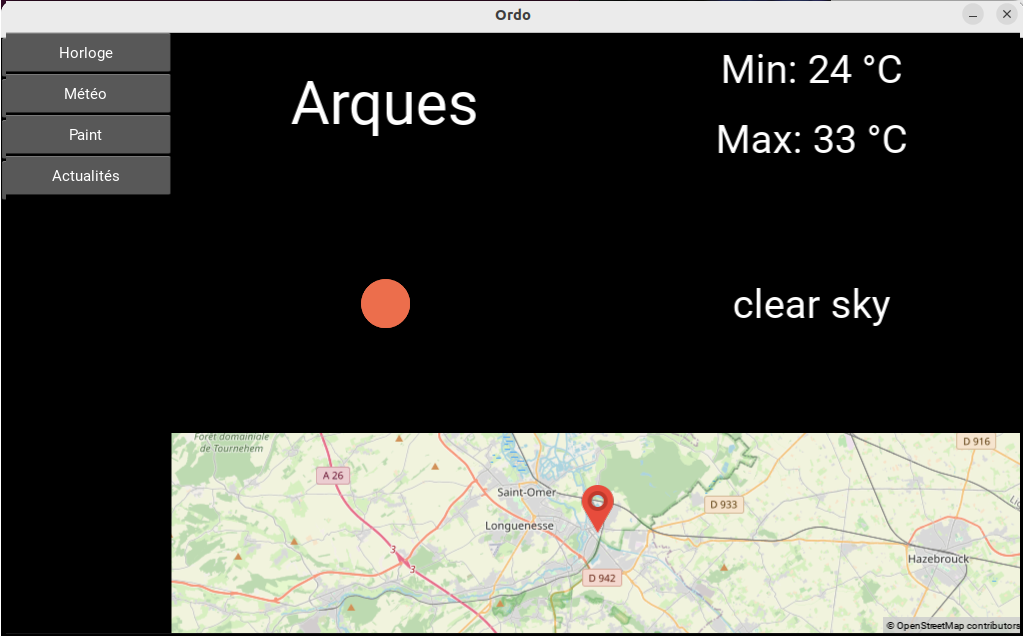 Ordo
Horloge
Météo
Paint
Actualités
Arques
Min: 24 °C
Max: 33 °C
clear sky
Forêt domaniale
de Tournehem
A 26
Saint-Omer
Longuenesse
3
3
D 942
D 933
D 916
Hazebrouck
© OpenStreetMap contributors